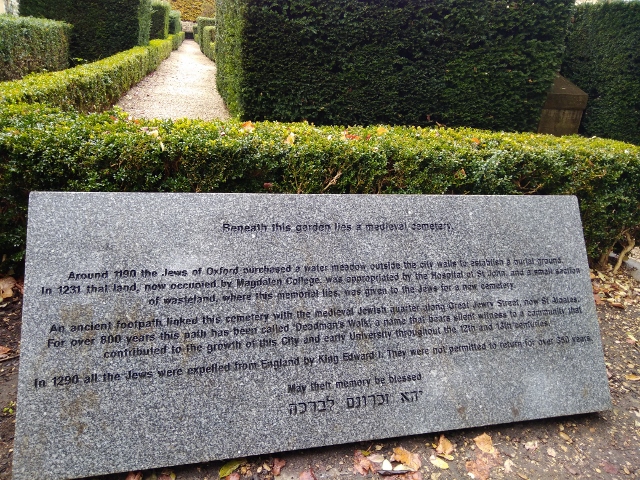 Beneath this garden lies a medieval cemetery.
Around 1190 the Jews of Oxford purchased a water meadow outside the city walls to establish a burial ground.
In 1231 that land, now occupied by Magdalen College, was appropriated by the Hospital of St John, and a small section
of wasteland, where this memorial lies, was given to the Jews for a new cemetery.
An ancient footpath linked this cemetery with the medieval Jewish quarter along Great Jewry Street, now St Aldates.
For over 800 years this path has been called 'Deadman's Walk', a name that bears silent witness to a community that
contributed to the growth of this City and early University throughout the 12th and 13th centuries.
In 1290 all the Jews were expelled from England by King Edward I. They were not permitted to return for over 350 years.
May their memory be blessed
יהא זכרונם לברכה